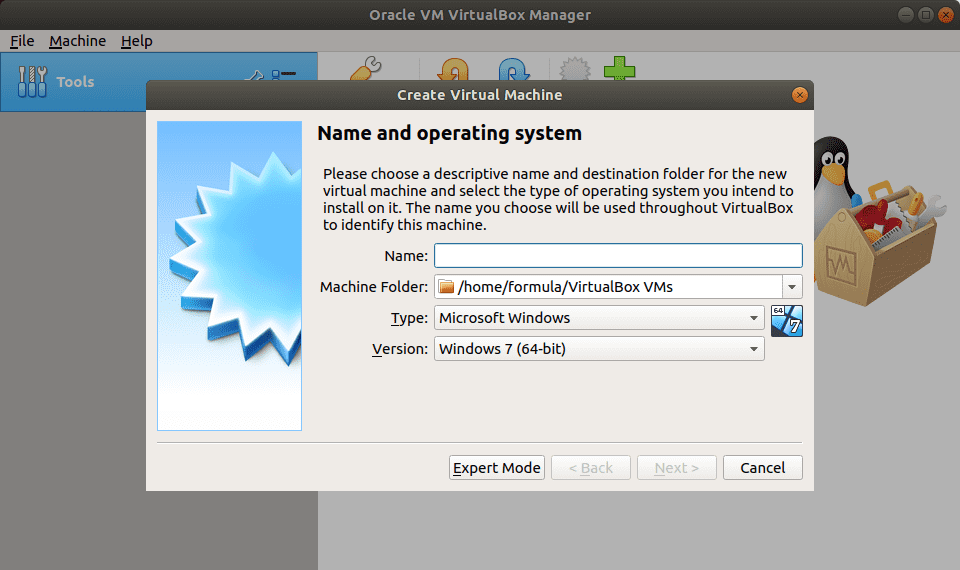 Oracle VM VirtualBox Manager
File Machine Help
Tools
Create Virtual Machine
Name and operating system
Please choose a descriptive name and destination folder for the new
virtual machine and select the type of operating system you intend to
install on it. The name you choose will be used throughout VirtualBox
to identify this machine.
Name:
Machine Folder: /home/formula/VirtualBox VMs
Type: Microsoft Windows
64
7
Version: Windows 7 (64-bit)
Expert Mode < Back Next > Cancel